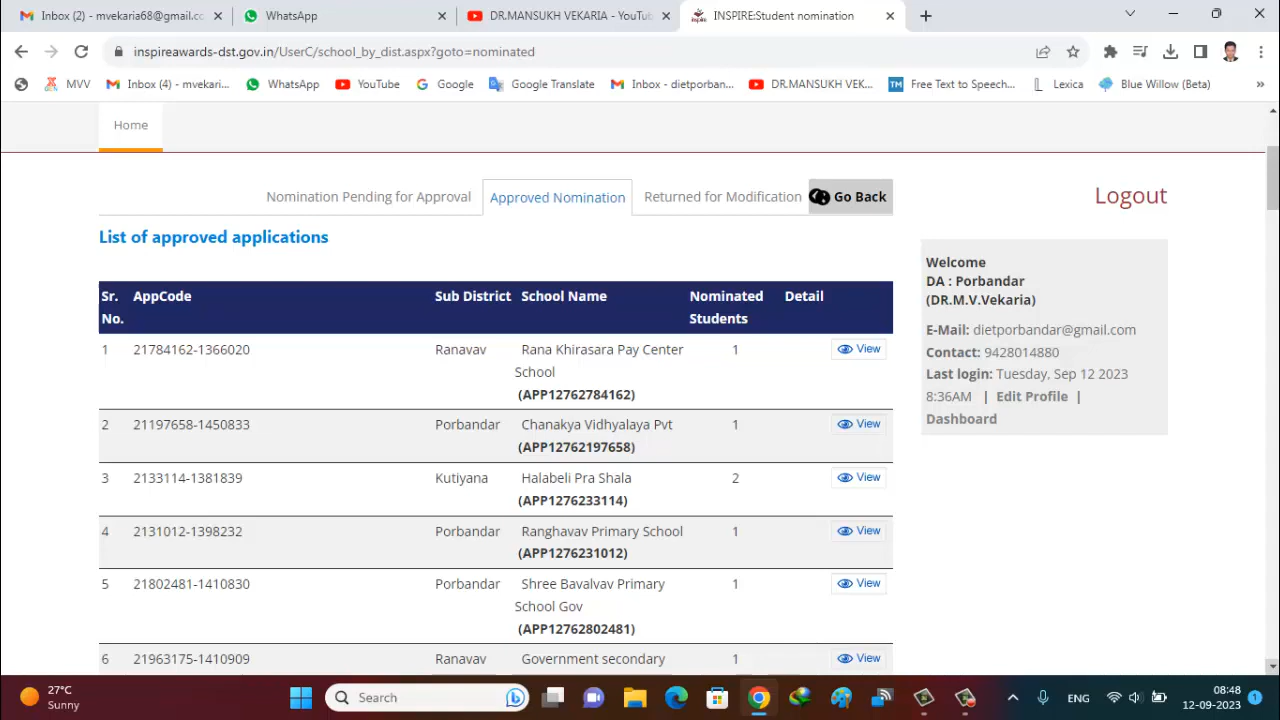 Inbox (2) - mvekaria68@gmail.co
WhatsApp
DR.MANSUKH VEKARIA - YouTu
INSPIRE:Student nomination
inspireawards-dst.gov.in/UserC/school_by_dist.aspx?goto=nominated
MVV
Inbox (4) - mvekari...
WhatsApp
YouTube
Google
Google Translate
Inbox - dietporban...
DR.MANSUKH VEK...
TM
Free Text to Speech...
Lexica
Blue Willow (Beta)
Home
Nomination Pending for Approval
Approved Nomination
Returned for Modification
Go Back
Logout
List of approved applications
Welcome
DA : Porbandar
(DR.M.V.Vekaria)
E-Mail: dietporbandar@gmail.com
Contact: 9428014880
Last login: Tuesday, Sep 12 2023
8:36AM | Edit Profile |
Dashboard
Sr. No. AppCode Sub District School Name Nominated Students Detail
1 21784162-1366020 Ranavav Rana Khirasara Pay Center 1 View
School
(APP12762784162)
2 21197658-1450833 Porbandar Chanakya Vidhyalaya Pvt 1 View
(APP12762197658)
3 2133114-1381839 Kutiyana Halabeli Pra Shala 2 View
(APP1276233114)
4 2131012-1398232 Porbandar Ranghavav Primary School 1 View
(APP1276231012)
5 21802481-1410830 Porbandar Shree Bavalvav Primary 1 View
School Gov
(APP12762802481)
6 21963175-1410909 Ranavav Government secondary 1 View
27°C
Sunny
Search
ENG
08:48
12-09-2023
1